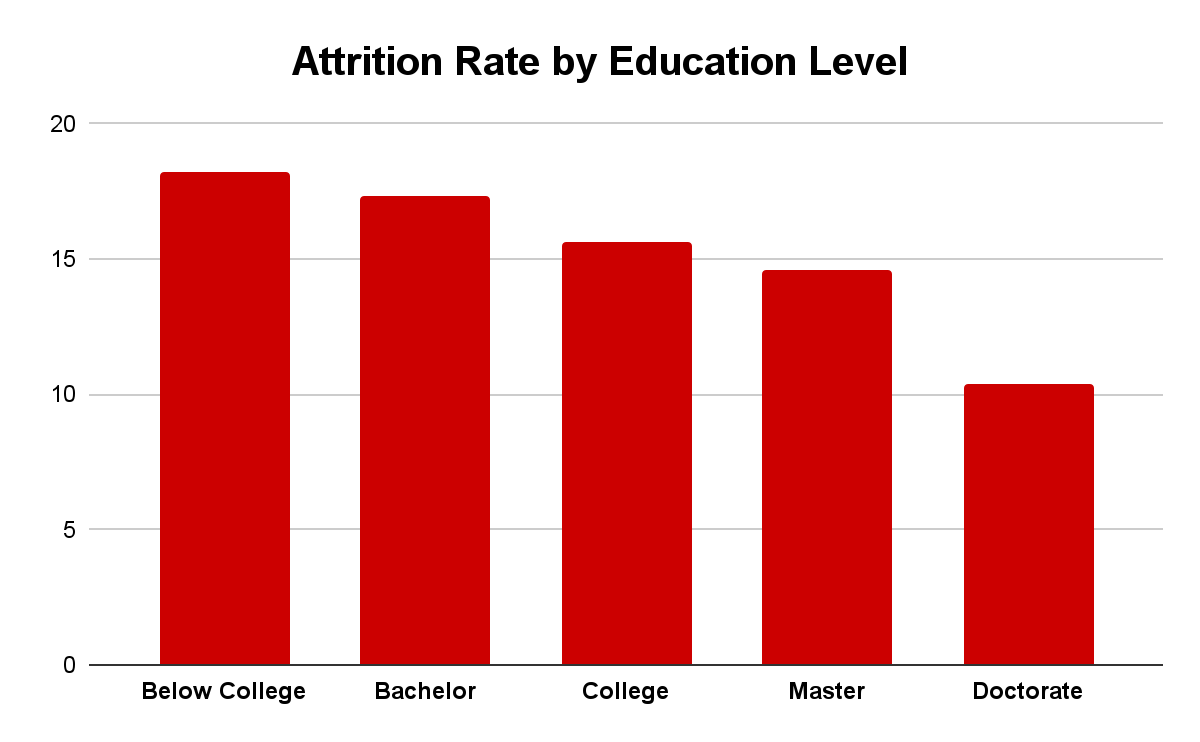 Attrition Rate by Education Level
20
15
10
5
0
Below College
Bachelor
College
Master
Doctorate